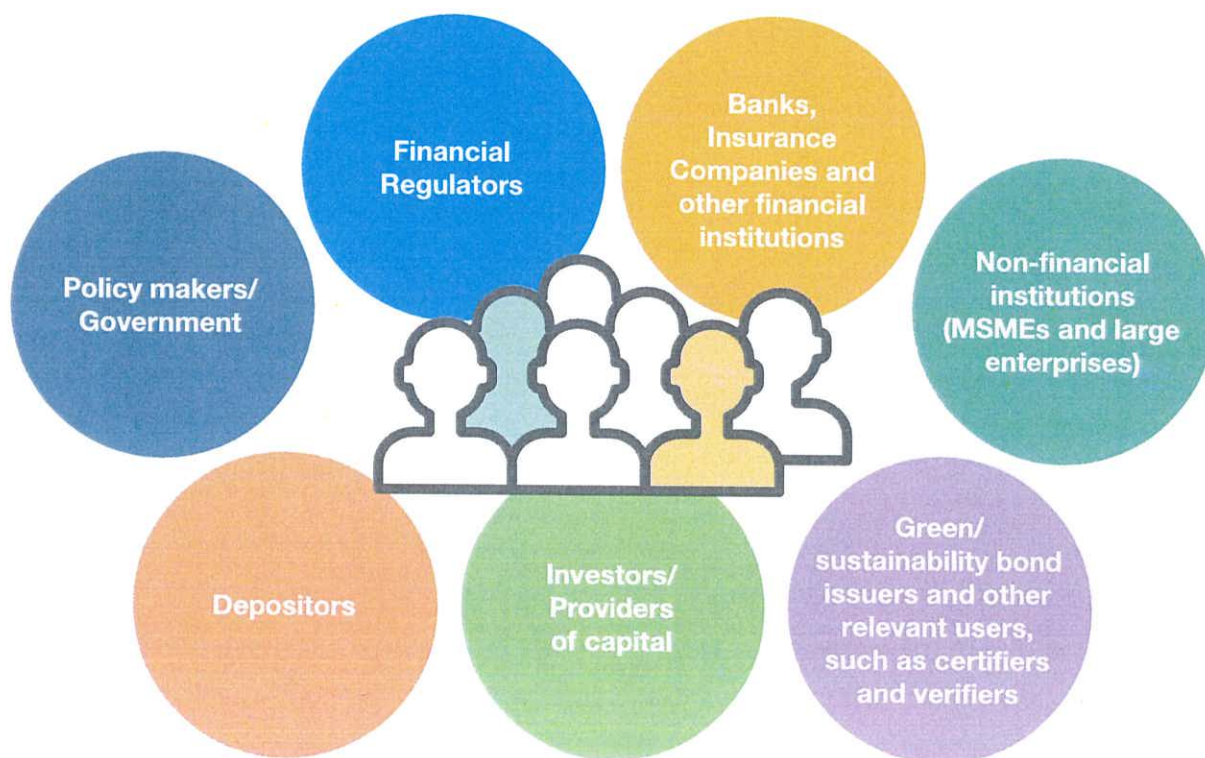 Financial
Regulators
Banks,
Insurance
Companies and
other financial
institutions
Policy makers/
Government
Non-financial
institutions
(MSMEs and large
enterprises)
Depositors
Investors/
Providers
of capital
Green/
sustainability bond
issuers and other
relevant users,
such as certifiers
and verifiers